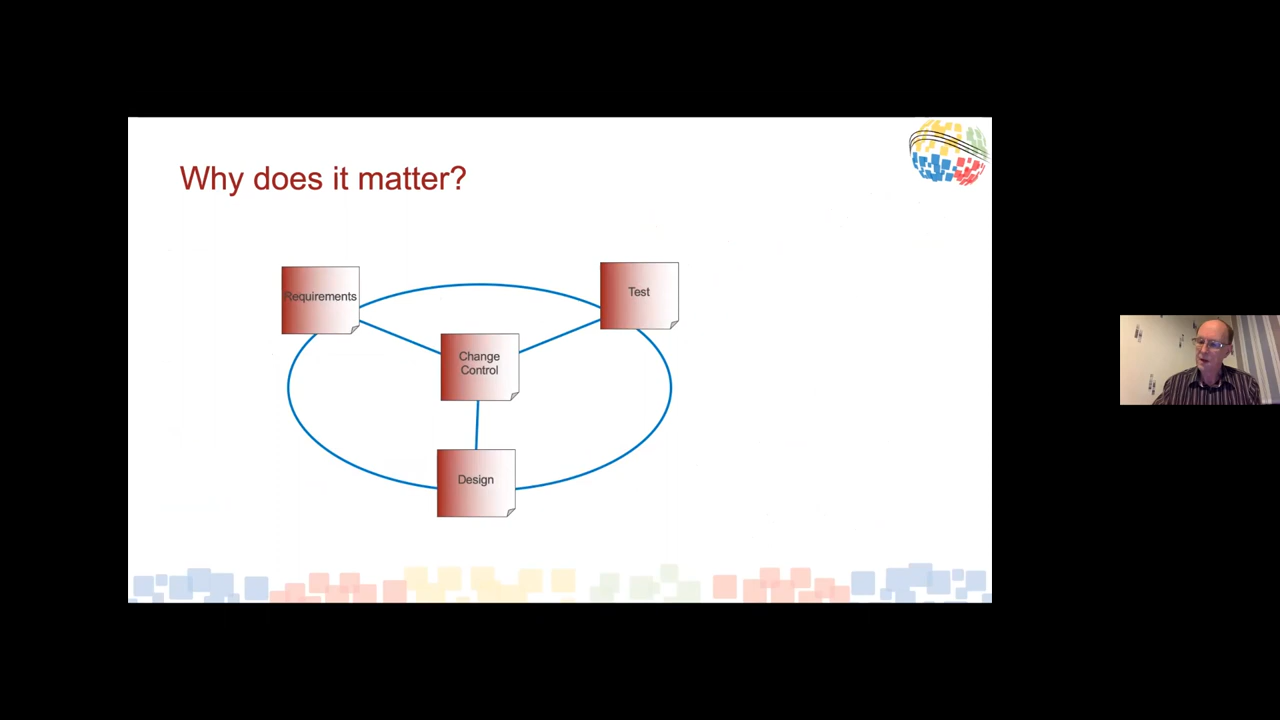 Why does it matter?
Requirements
Test
Change
Control
Design